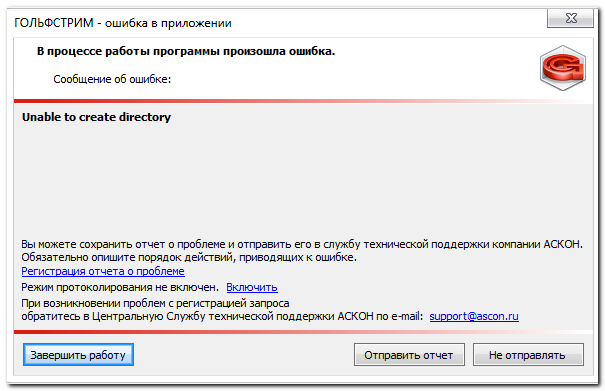 ГОЛЬФСТРИМ - ошибка в приложении
В процессе работы программы произошла ошибка.
Сообщение об ошибке:
Unable to create directory
Вы можете сохранить отчет о проблеме и отправить его в службу технической поддержки компании АСКОН.
Обязательно опишите порядок действий, приводящих к ошибке.
Регистрация отчета о проблеме
Режим протоколирования не включен. Включить
При возникновении проблем с регистрацией запроса
обратитесь в Центральную Службу технической поддержки АСКОН по e-mail: support@ascon.ru
Завершить работу Отправить отчет Не отправлять